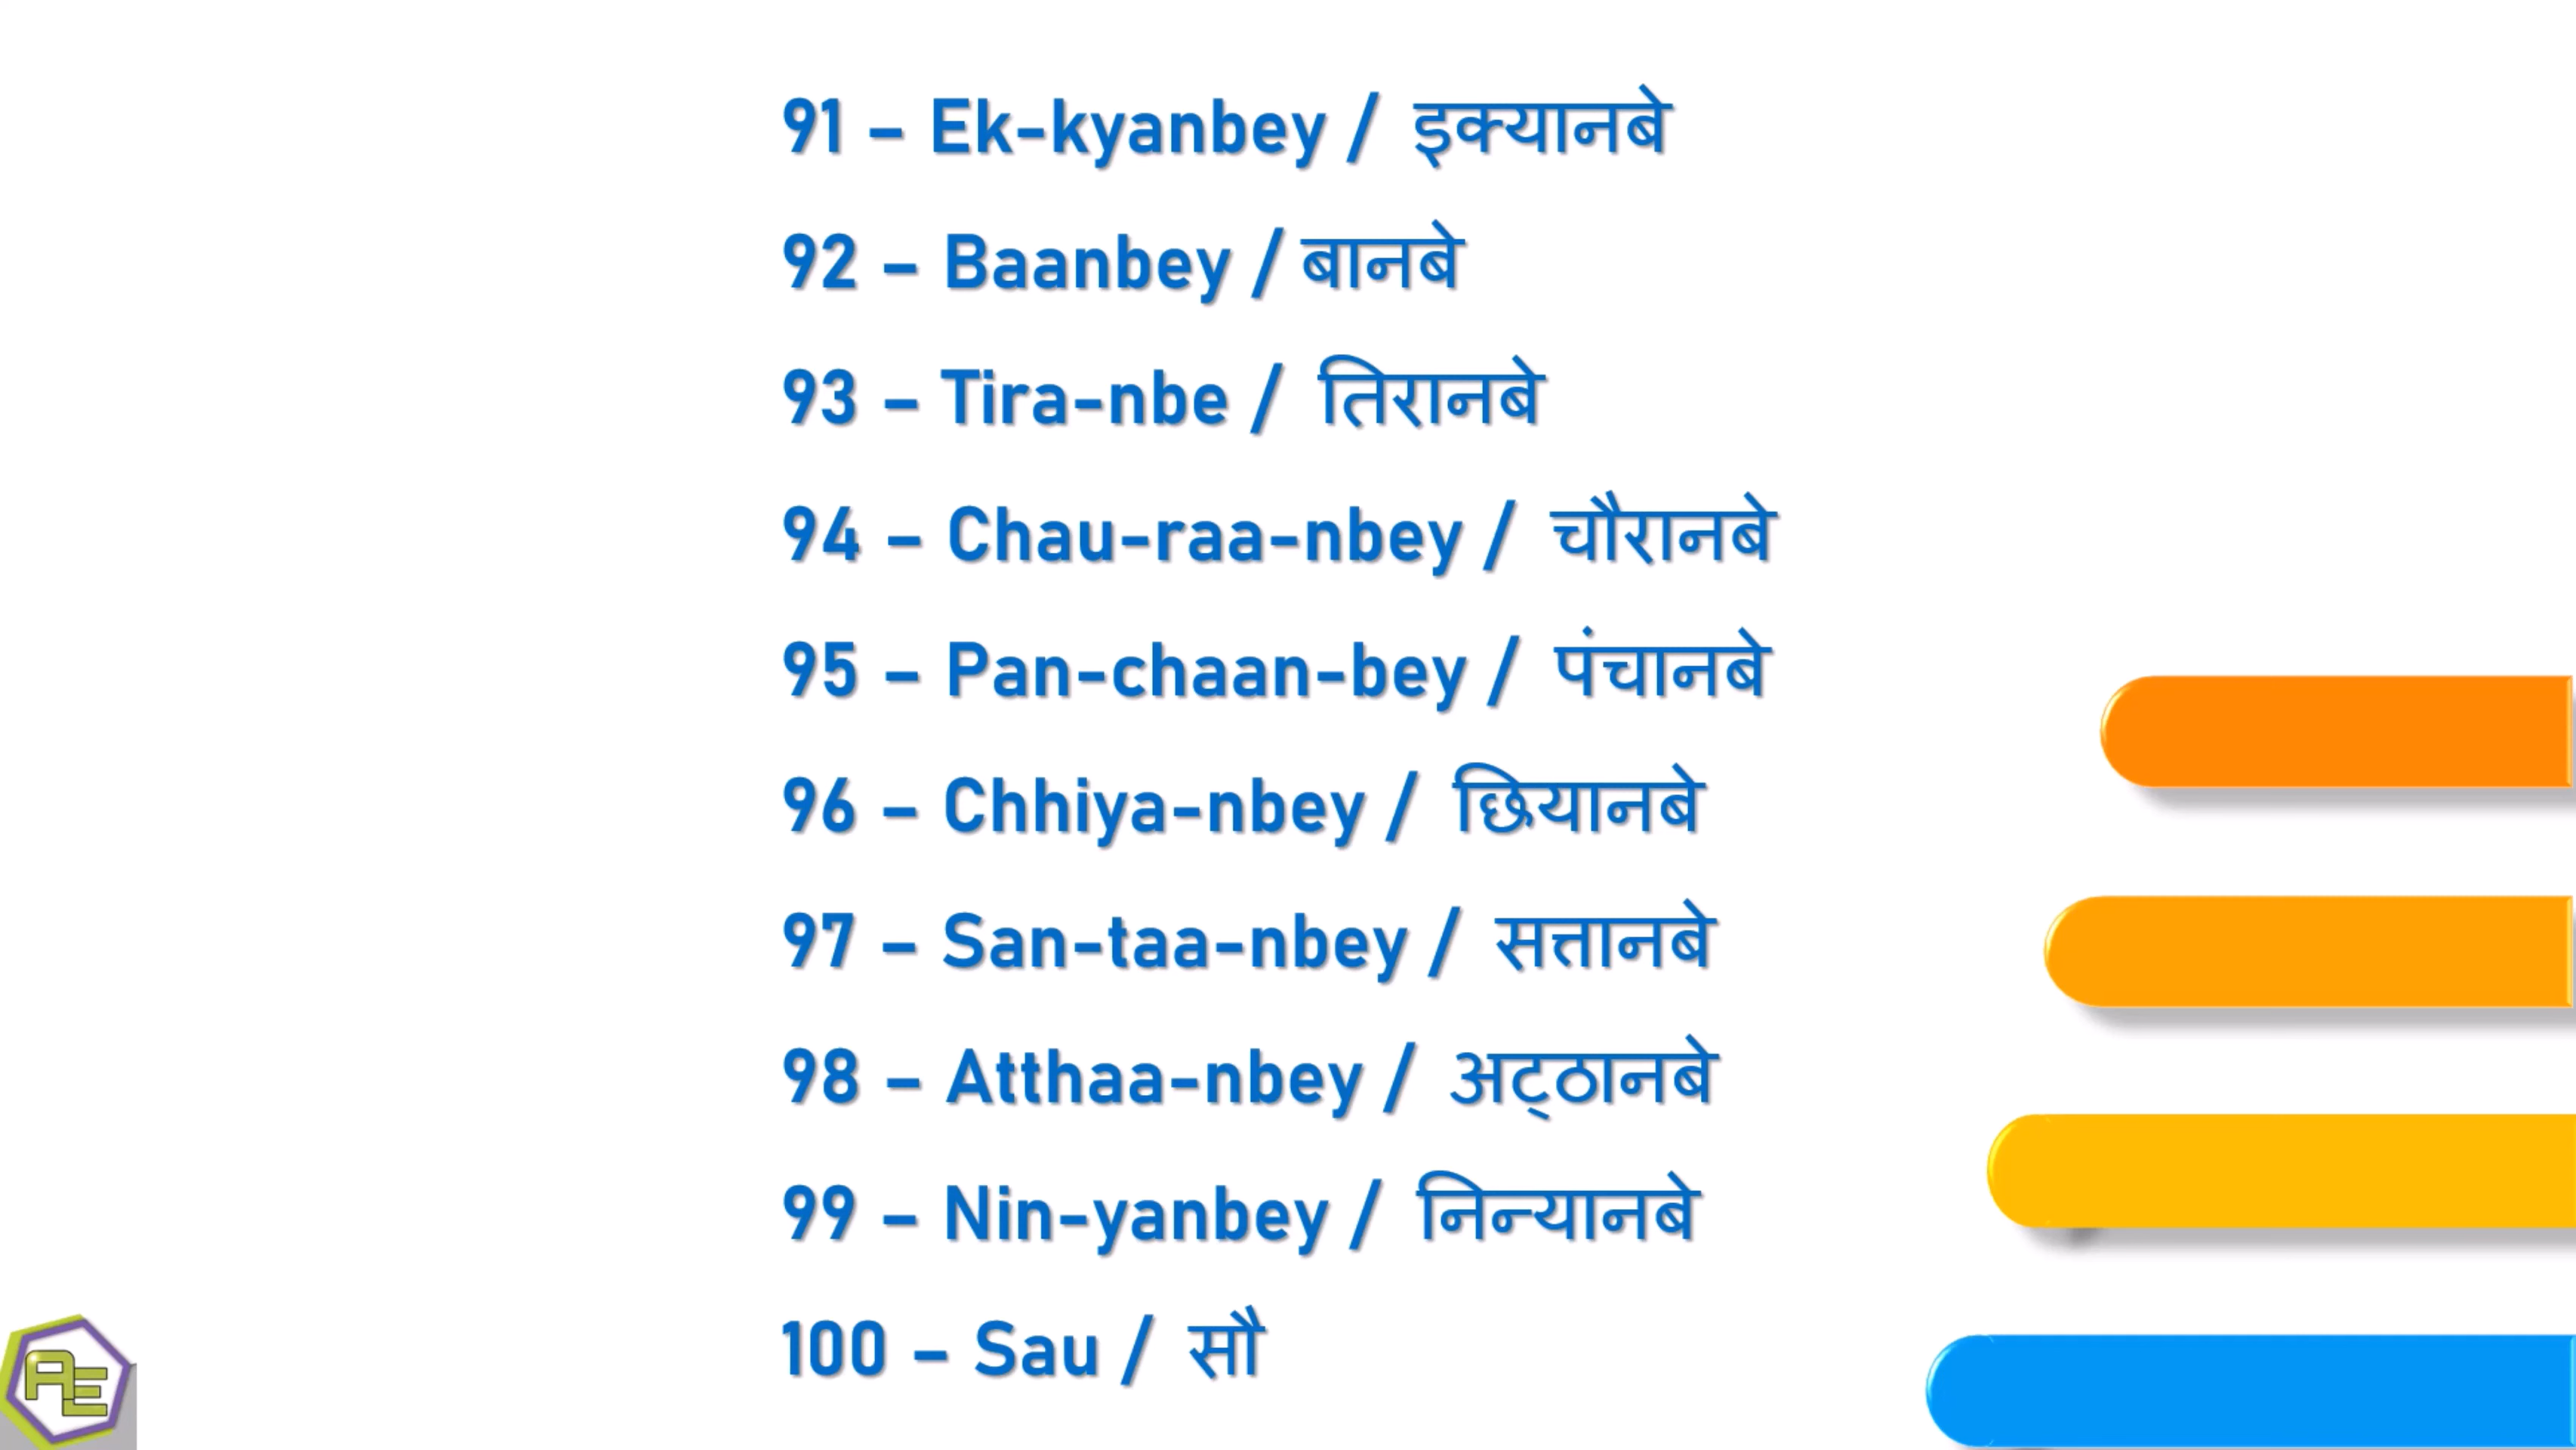 91 – Ek-kyanbey / इक्यानबे
92 – Baanbey / बानबे
93 – Tira-nbe / तिरानबे
94 – Chau-raa-nbey / चौरानबे
95 – Pan-chaan-bey / पंचानबे
96 – Chhiya-nbey / छियानबे
97 – San-taa-nbey / सत्तानबे
98 – Atthaa-nbey / अट्ठानबे
99 – Nin-yanbey / निन्यानबे
100 – Sau / सौ
AE